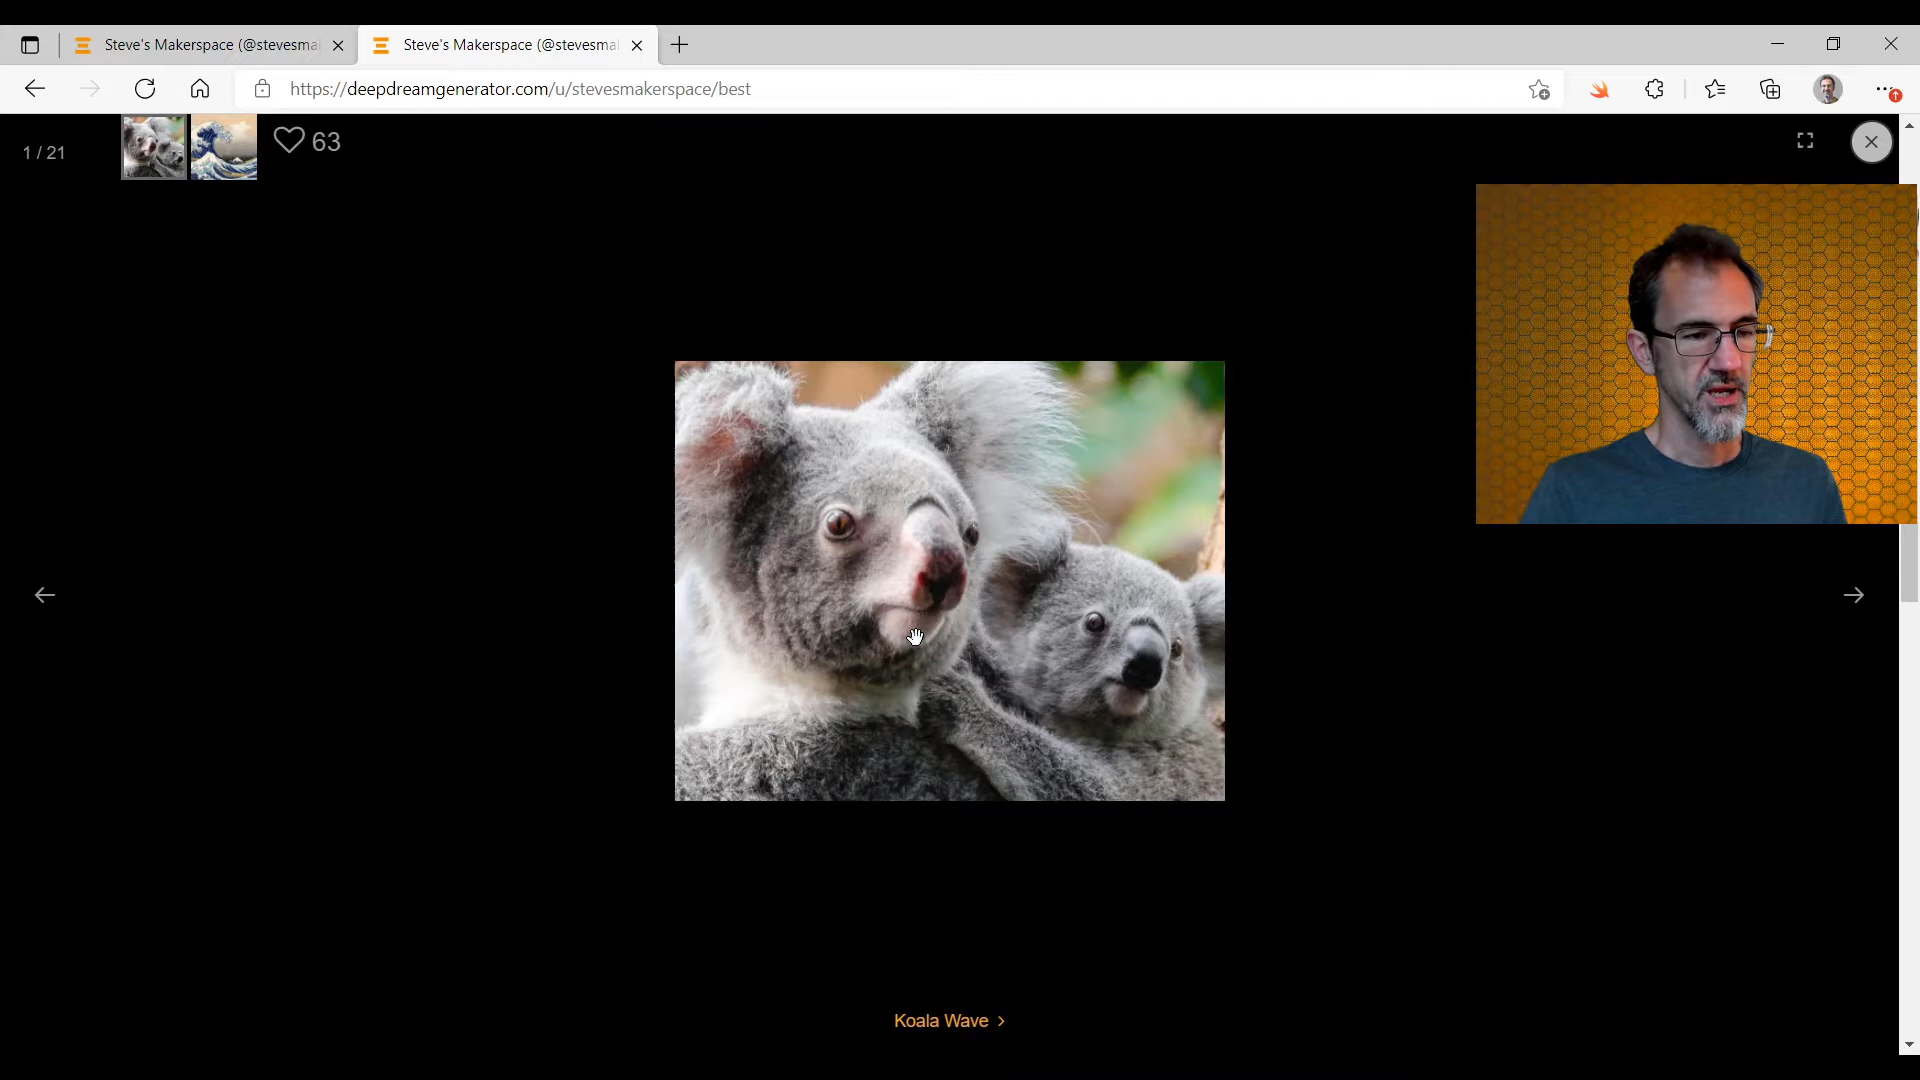 Steve's Makerspace (@stevesma
Steve's Makerspace (@stevesma
https://deepdreamgenerator.com/u/stevesmakerspace/best
1 / 21
63
Koala Wave >